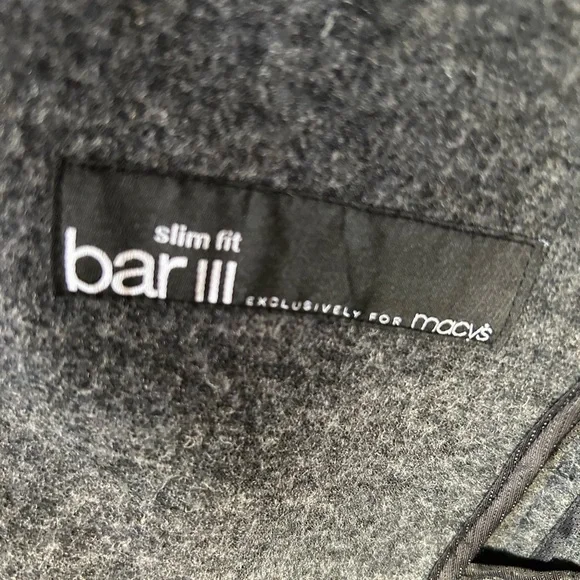 slim fit
bar III EXCLUSIVELY FOR macy's